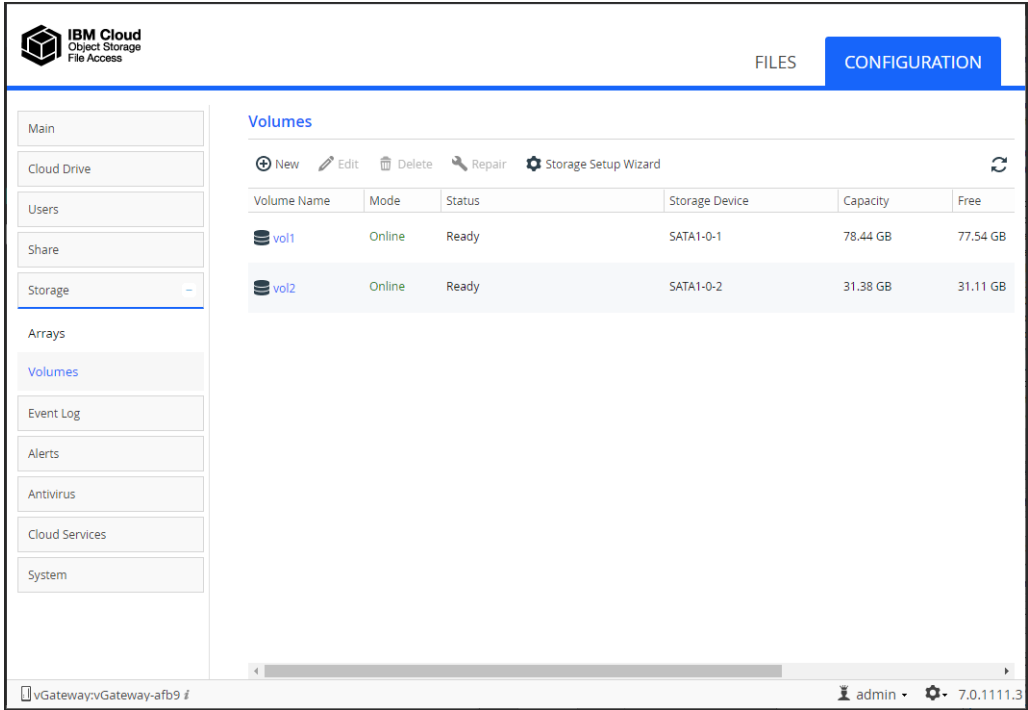 IBM Cloud
Object Storage
File Access
FILES
CONFIGURATION
Main
Cloud Drive
Users
Share
Storage
Arrays
Volumes
Event Log
Alerts
Antivirus
Cloud Services
System
Volumes
New Edit Delete Repair Storage Setup Wizard
Volume Name Mode Status Storage Device Capacity Free
vol1 Online Ready SATA1-0-1 78.44 GB 77.54 GB
vol2 Online Ready SATA1-0-2 31.38 GB 31.11 GB
vGateway:vGateway-afb9 i
admin
7.0.1111.3